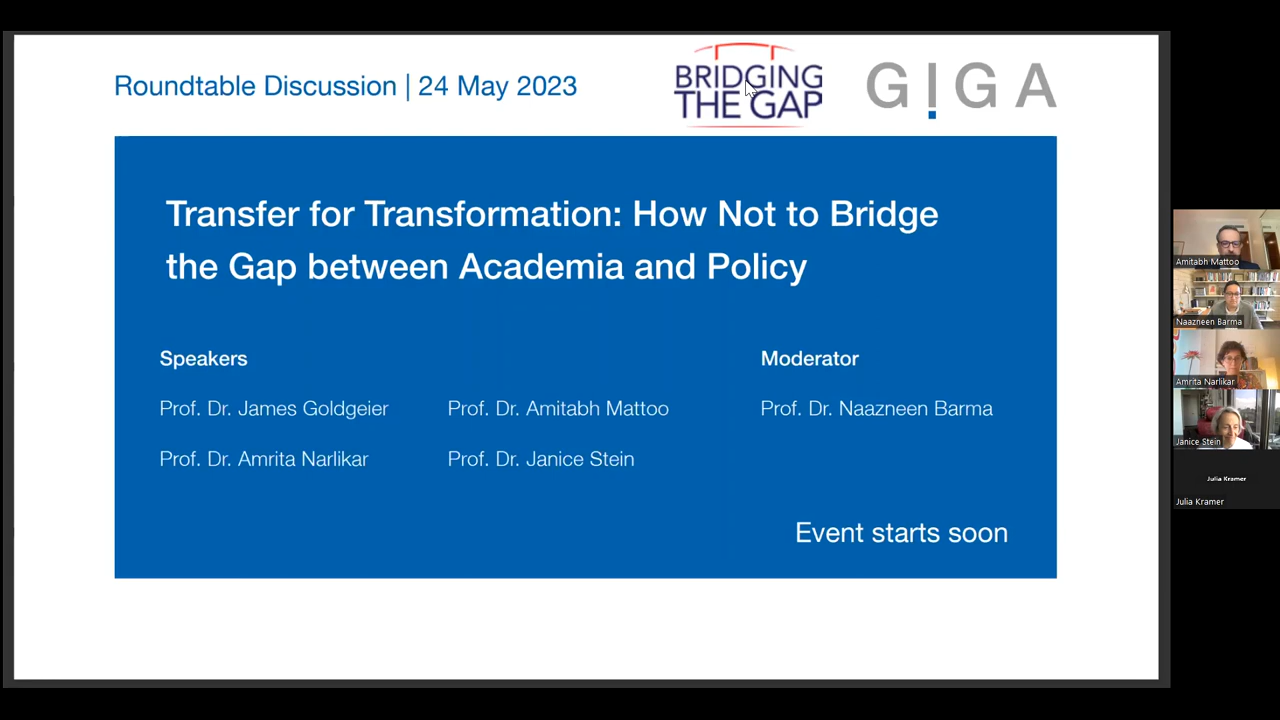 Roundtable Discussion | 24 May 2023
BRIDGING
THE GAP
GIGA
Transfer for Transformation: How Not to Bridge
the Gap between Academia and Policy
Speakers
Moderator
Prof. Dr. James Goldgeier
Prof. Dr. Amitabh Mattoo
Prof. Dr. Naazneen Barma
Prof. Dr. Amrita Narlikar
Prof. Dr. Janice Stein
Event starts soon
Amitabh Mattoo
Naazneen Barma
Amrita Narlikar
Janice Stein
Julia Kramer
Julia Kramer